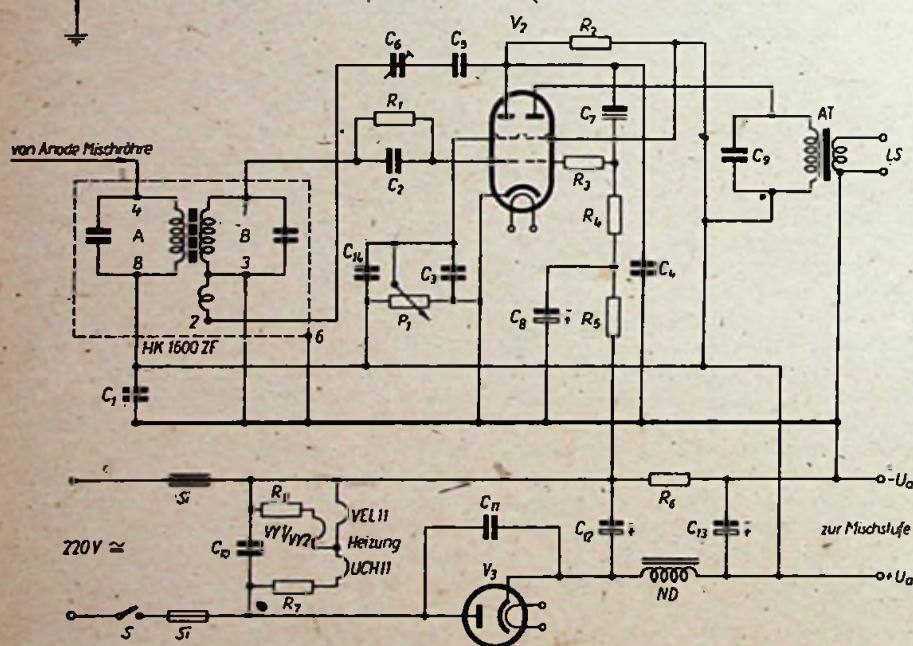 V2
R2
C6
C5
R1
C7
AT
von Anode Mischröhre
C2
R3
C9
LS
4
1
A
B
R4
8
3
C14
C3
C4
2
P1
C8
R5
6
HK 1600 ZF
C1
Si
R6
-Ua
R11
VEL11
C11
VY1/VY2
Heizung
C12
C13
zur Mischstufe
220V ≃
C10
UCH11
V3
+Ua
R7
ND
S
Si